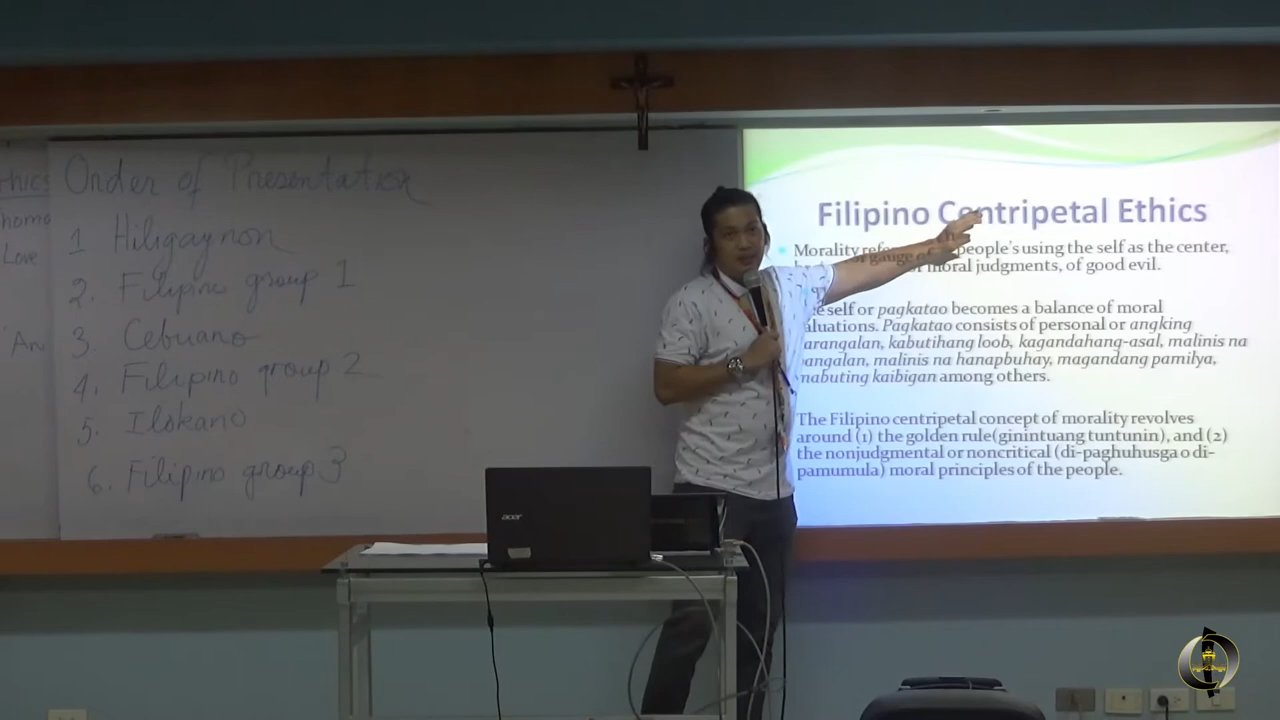 Order of Presentation
1 Hiligaynon
2. Filipino group 1
3. Cebuano
4. Filipino group 2
5. Ilokano
6. Filipino group 3
Love
Filipino Centripetal Ethics
Morality people's using the self as the center,
gauge of moral judgments, of good evil.
self or pagkatao becomes a balance of moral
Pagkatao consists of personal or angking
kabutihang loob, kagandahang-asal, malinis na
malinis na hanapbuhay, magandang pamilya,
mabuting kaibigan among others.
The Filipino centripetal concept of morality revolves
around (1) the golden rule(ginintuang tuntunin), and (2)
the nonjudgmental or noncritical (di-paghuhusga o di-
pamumula) moral principles of the people.
acer